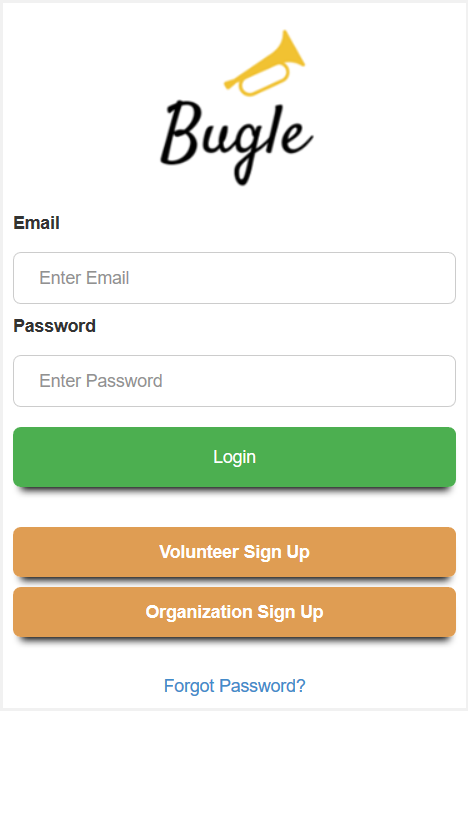 Bugle
Email
Enter Email
Password
Enter Password
Login
Volunteer Sign Up
Organization Sign Up
Forgot Password?